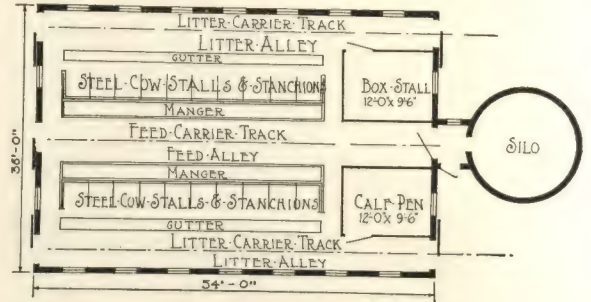 LITTER-CARRIER-TRACK
LITTER-ALLEY
GUTTER
STEEL-COW-STALLS-&-STANCHIONS
MANGER
BOX-STALL
12'-0"X 9'-6"
FEED-CARRIER-TRACK
FEED-ALLEY
MANGER
STEEL-COW-STALLS-&-STANCHIONS
GUTTER
CALF-PEN
12'-0"X 9'-6"
LITTER-CARRIER-TRACK
LITTER-ALLEY
SILO
36'-0"
54'-0"